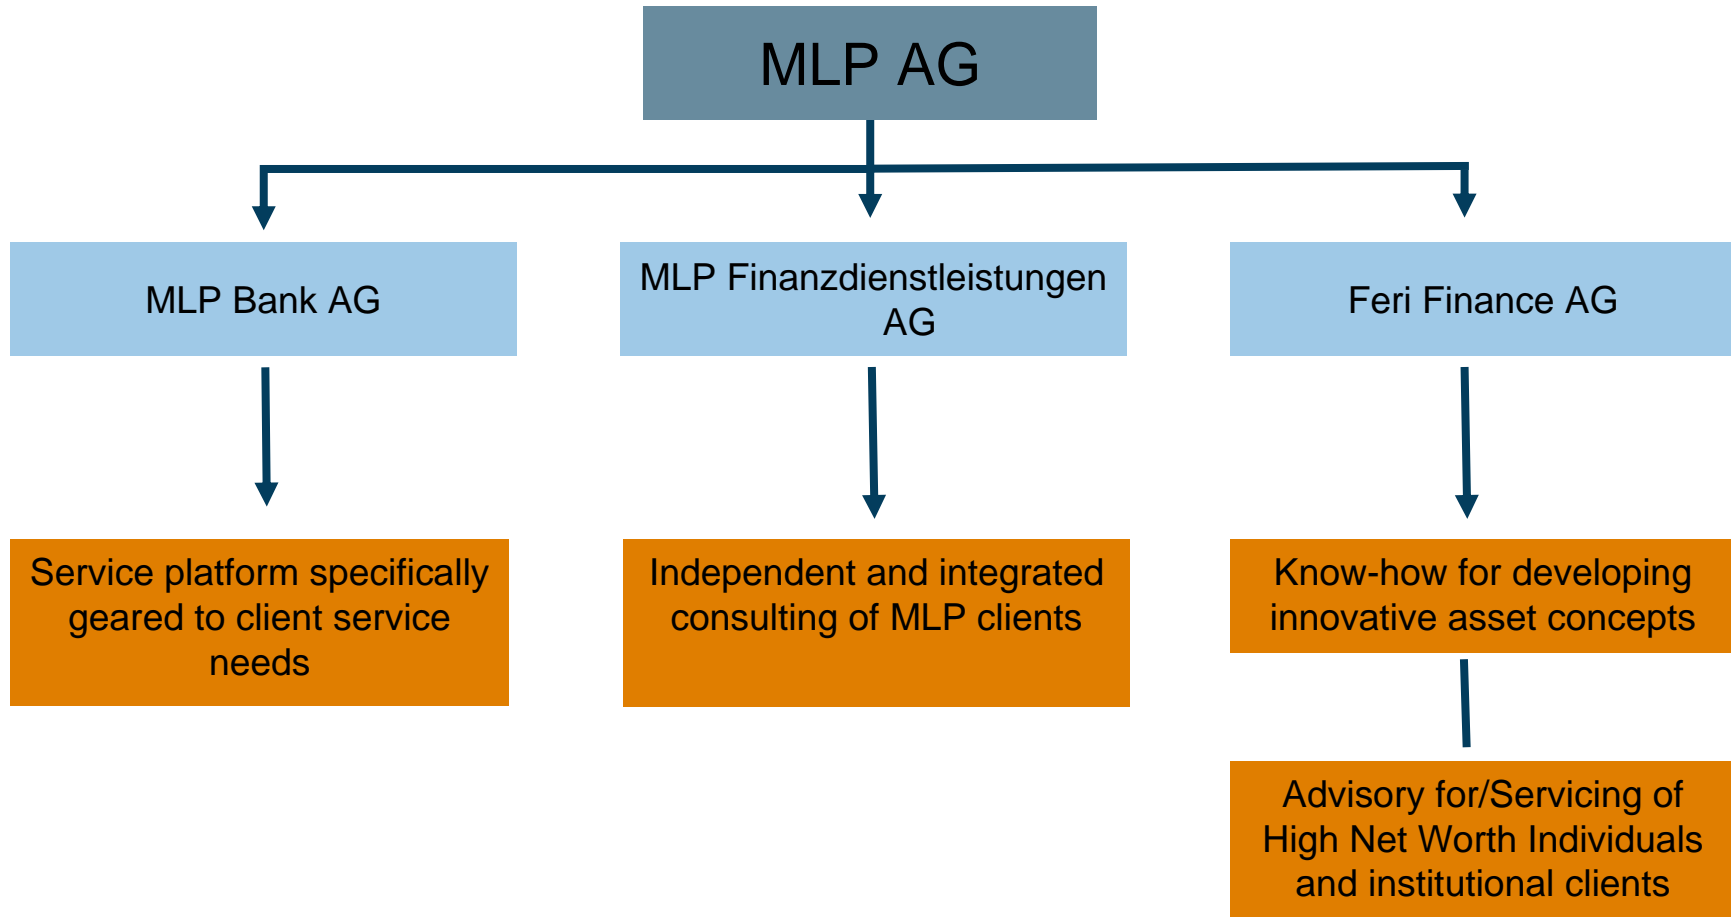 MLP AG
MLP Bank AG
MLP Finanzdienstleistungen
AG
Feri Finance AG
Service platform specifically
geared to client service
needs
Independent and integrated
consulting of MLP clients
Know-how for developing
innovative asset concepts
Advisory for/Servicing of
High Net Worth Individuals
and institutional clients